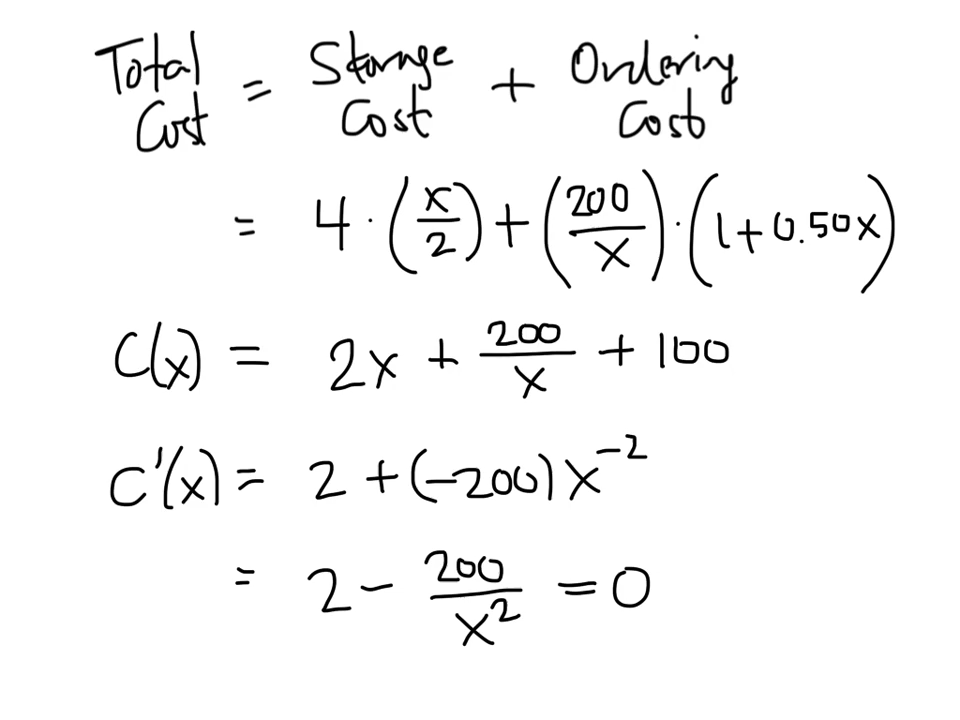 Total Cost = Storage Cost + Ordering Cost
= 4 · (x/2) + (200/x) · (1 + 0.50x)
C(x) = 2x + 200/x + 100
C'(x) = 2 + (-200)x^-2
= 2 - 200/x^2 = 0